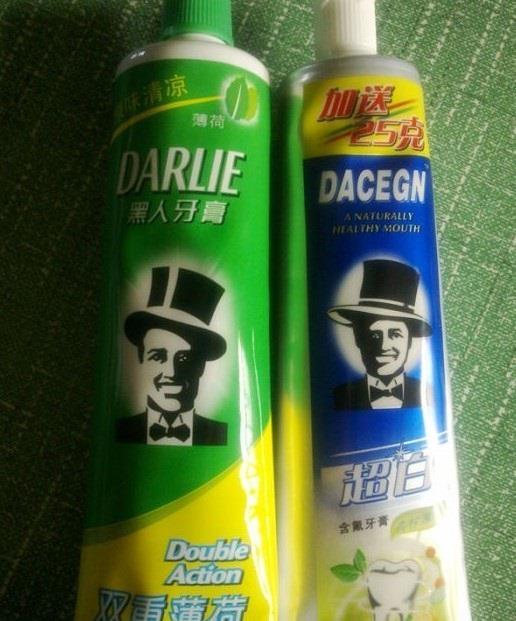 味清凉
薄荷
DARLIE
黑人牙膏
Double
Action
双重薄荷
加送
25克
DACEGN
A NATURALLY
HEALTHY MOUTH
超白
含氟牙膏